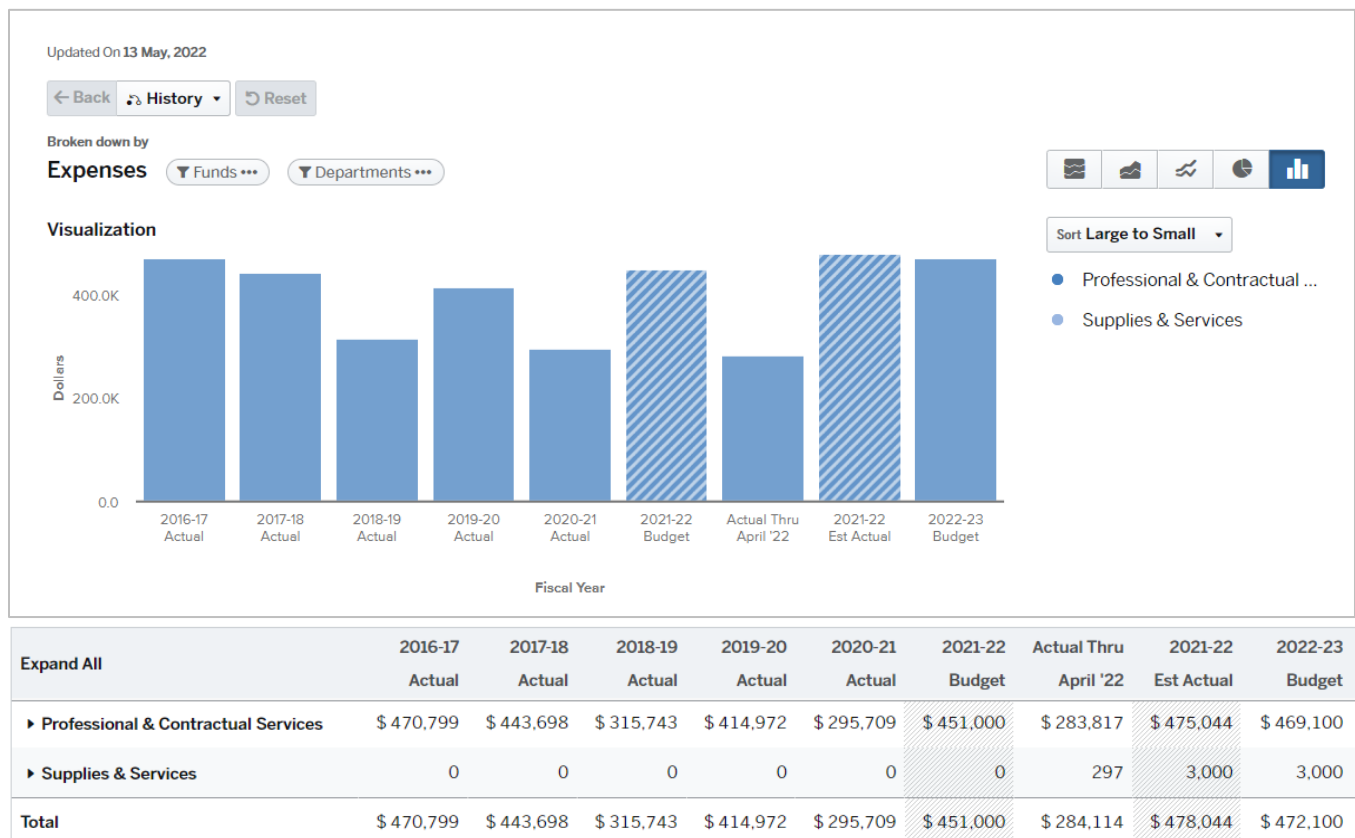 Updated On 13 May, 2022
Back History Reset
Broken down by
Expenses Funds ••• Departments •••
Visualization
Sort Large to Small
Professional & Contractual ...
Supplies & Services
400.0K
200.0K
0.0
Dollars
2016-17 2017-18 2018-19 2019-20 2020-21 2021-22 Actual Thru 2021-22 2022-23
Actual Actual Actual Actual Actual Budget April '22 Est Actual Budget
Fiscal Year
Expand All
2016-17 2017-18 2018-19 2019-20 2020-21 2021-22 Actual Thru 2021-22 2022-23
Actual Actual Actual Actual Actual Budget April '22 Est Actual Budget
Professional & Contractual Services $ 470,799 $ 443,698 $ 315,743 $ 414,972 $ 295,709 $ 451,000 $ 283,817 $ 475,044 $ 469,100
Supplies & Services 0 0 0 0 0 0 297 3,000 3,000
Total $ 470,799 $ 443,698 $ 315,743 $ 414,972 $ 295,709 $ 451,000 $ 284,114 $ 478,044 $ 472,100